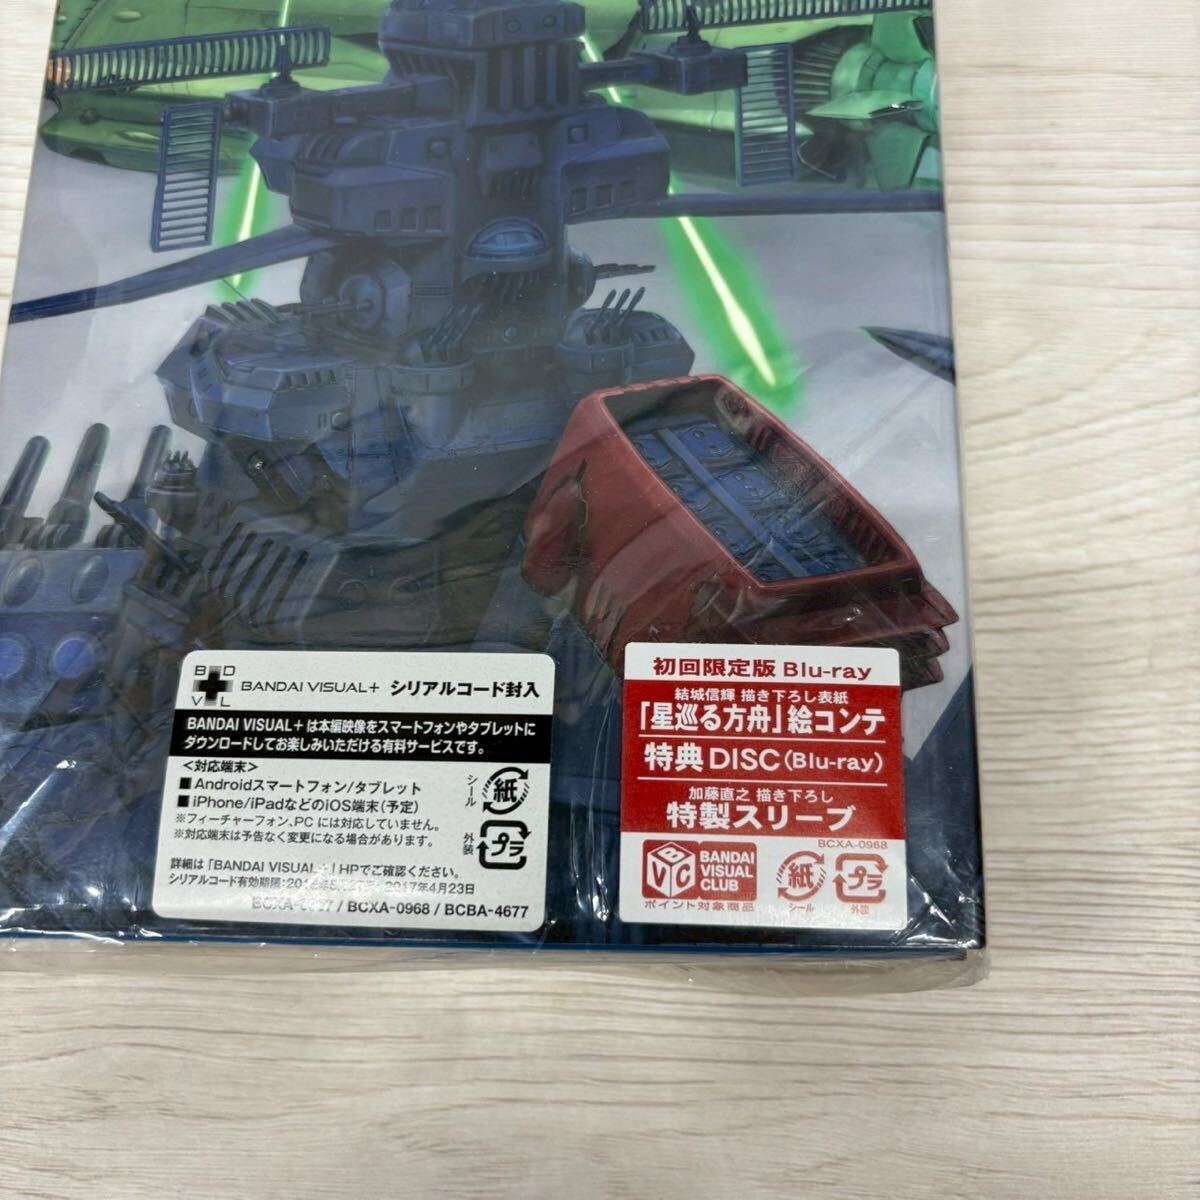 BD
VL
BANDAI VISUAL+ シリアルコード封入
BANDAI VISUAL+は本編映像をスマートフォンやタブレットに
ダウンロードしてお楽しみいただける有料サービスです。
<対応端末>
■Androidスマートフォン/タブレット
■iPhone/iPadなどのiOS端末(予定)
※フィーチャーフォン、PCには対応していません。
※対応端末は予告なく変更になる場合があります。
シール
紙
外装
プラ
詳細は「BANDAI VISUAL+」HPでご確認ください。
シリアルコード有効期限: 2017年4月23日
/ BCXA-0968 / BCBA-4677
初回限定版 Blu-ray
結城信輝 描き下ろし表紙
「星巡る方舟」絵コンテ
特典DISC(Blu-ray)
加藤直之 描き下ろし
特製スリーブ
BCXA-0968
BVC
BANDAI
VISUAL
CLUB
ポイント対象商品
紙
シール
プラ
外装